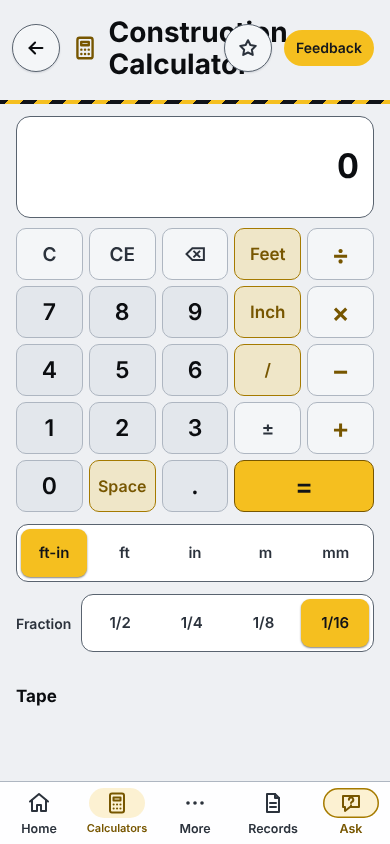 Construction
Calculator
Feedback
0
C CE Feet ÷
7 8 9 Inch ×
4 5 6 / −
1 2 3 ± +
0 Space . =
ft-in ft in m mm
Fraction 1/2 1/4 1/8 1/16
Tape
Home Calculators More Records Ask